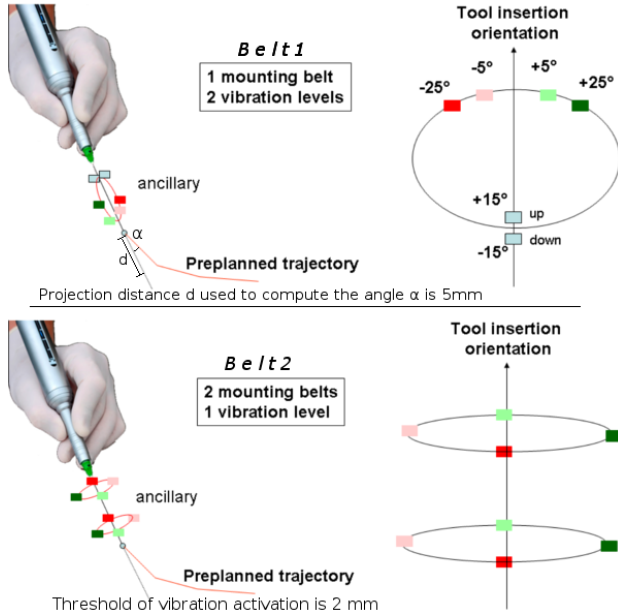 Belt1
1 mounting belt
2 vibration levels
ancillary
α
d
Preplanned trajectory
Projection distance d used to compute the angle α is 5mm
Tool insertion
orientation
-25°
-5°
+5°
+25°
+15°
up
-15°
down
Belt2
2 mounting belts
1 vibration level
ancillary
Preplanned trajectory
Threshold of vibration activation is 2 mm
Tool insertion
orientation